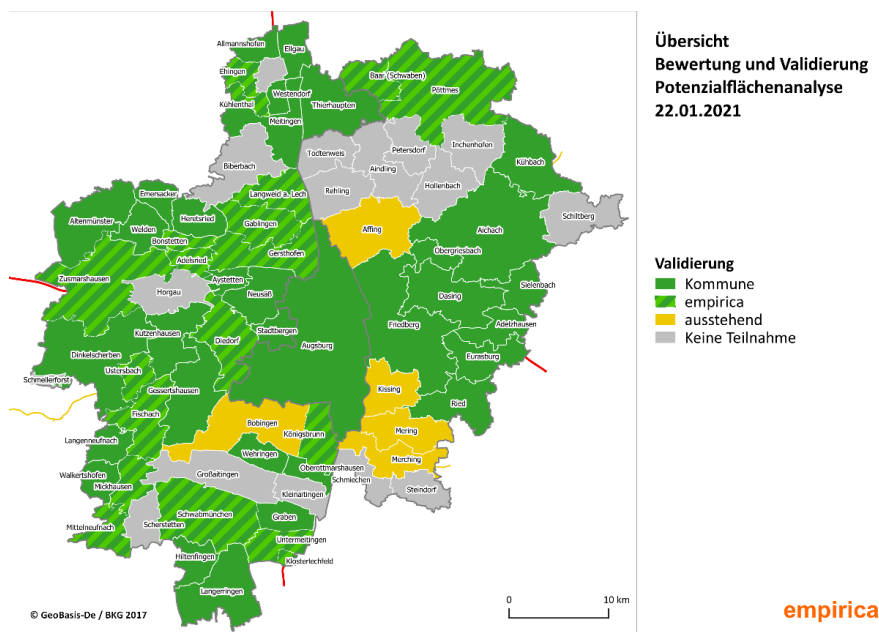 Übersicht
Bewertung und Validierung
Potenzialflächenanalyse
22.01.2021
Validierung
Kommune
empirica
ausstehend
Keine Teilnahme
Allmannshofen
Ellgau
Ehingen
Baar (Schwaben)
Pöttmes
Westendorf
Kühlenthal
Thierhaupten
Meitingen
Todtenweis
Petersdorf
Inchenhofen
Kühbach
Biberbach
Aindling
Rehling
Hollenbach
Emersacker
Langweid a. Lech
Altenmünster
Heretsried
Schiltberg
Welden
Gablingen
Affing
Aichach
Bonstetten
Obergriesbach
Adelsried
Gersthofen
Zusmarshausen
Aystetten
Sielenbach
Horgau
Neusäß
Dasing
Kutzenhausen
Stadtbergen
Friedberg
Adelzhausen
Diedorf
Augsburg
Dinkelscherben
Eurasburg
Ustersbach
Schmellerforst
Gessertshausen
Kissing
Ried
Fischach
Bobingen
Königsbrunn
Mering
Langenneufnach
Wehringen
Merching
Großaitingen
Oberottmarshausen
Walkertshofen
Schmiechen
Mickhausen
Kleinaitingen
Steindorf
Schwabmünchen
Graben
Mittelneufnach
Scherstetten
Untermeitingen
Hiltenfingen
Klosterlechfeld
Langerringen
© GeoBasis-De / BKG 2017
0
10 km
empirica